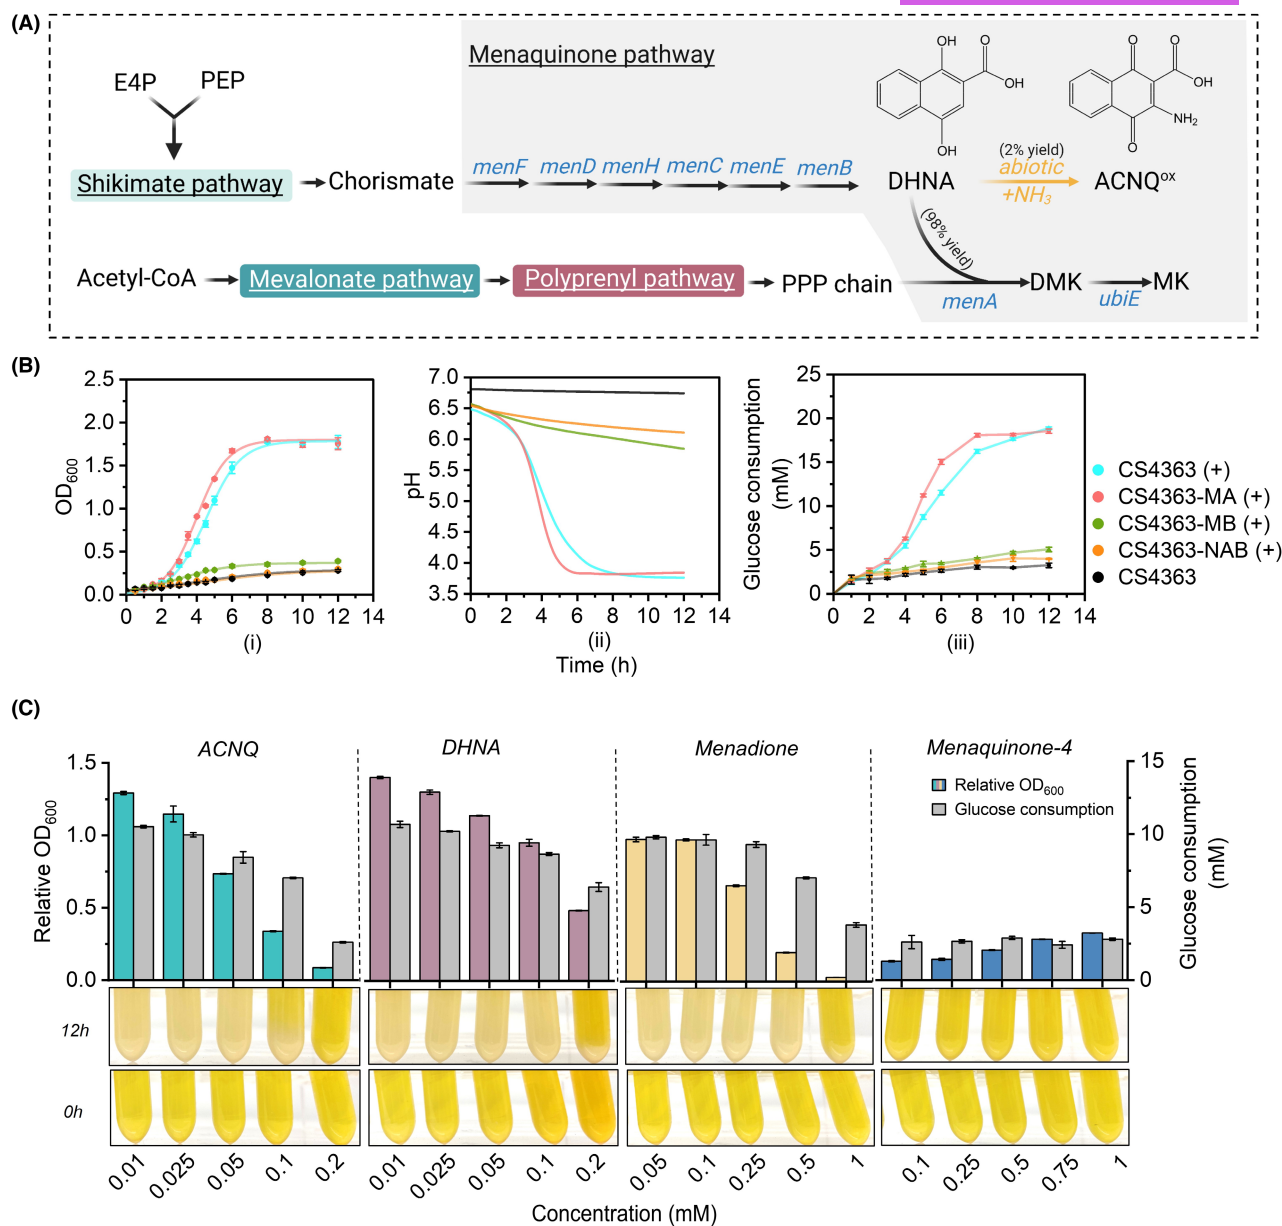 (A)
Menaquinone pathway
E4P
PEP
OH
O
OH
OH
O
O
OH
NH2
O
Shikimate pathway
Chorismate
menF
menD
menH
menC
menE
menB
DHNA
(2% yield)
abiotic
+NH3
ACNQox
(98% yield)
Acetyl-CoA
Mevalonate pathway
Polyprenyl pathway
PPP chain
menA
DMK
ubiE
MK
(B)
OD600
2.5
2.0
1.5
1.0
0.5
0.0
0 2 4 6 8 10 12 14
(i)
pH
7.0
6.5
6.0
5.5
5.0
4.5
4.0
3.5
0 2 4 6 8 10 12 14
(ii)
Time (h)
Glucose consumption
(mM)
25
20
15
10
5
0
0 2 4 6 8 10 12 14
(iii)
CS4363 (+)
CS4363-MA (+)
CS4363-MB (+)
CS4363-NAB (+)
CS4363
(C)
ACNQ
DHNA
Menadione
Menaquinone-4
Relative OD600
1.5
1.0
0.5
0.0
Relative OD600
Glucose consumption
15
10
5
0
Glucose consumption
(mM)
12h
0h
0.01 0.025 0.05 0.1 0.2
0.01 0.025 0.05 0.1 0.2
0.05 0.1 0.25 0.5 1
0.1 0.25 0.5 0.75 1
Concentration (mM)